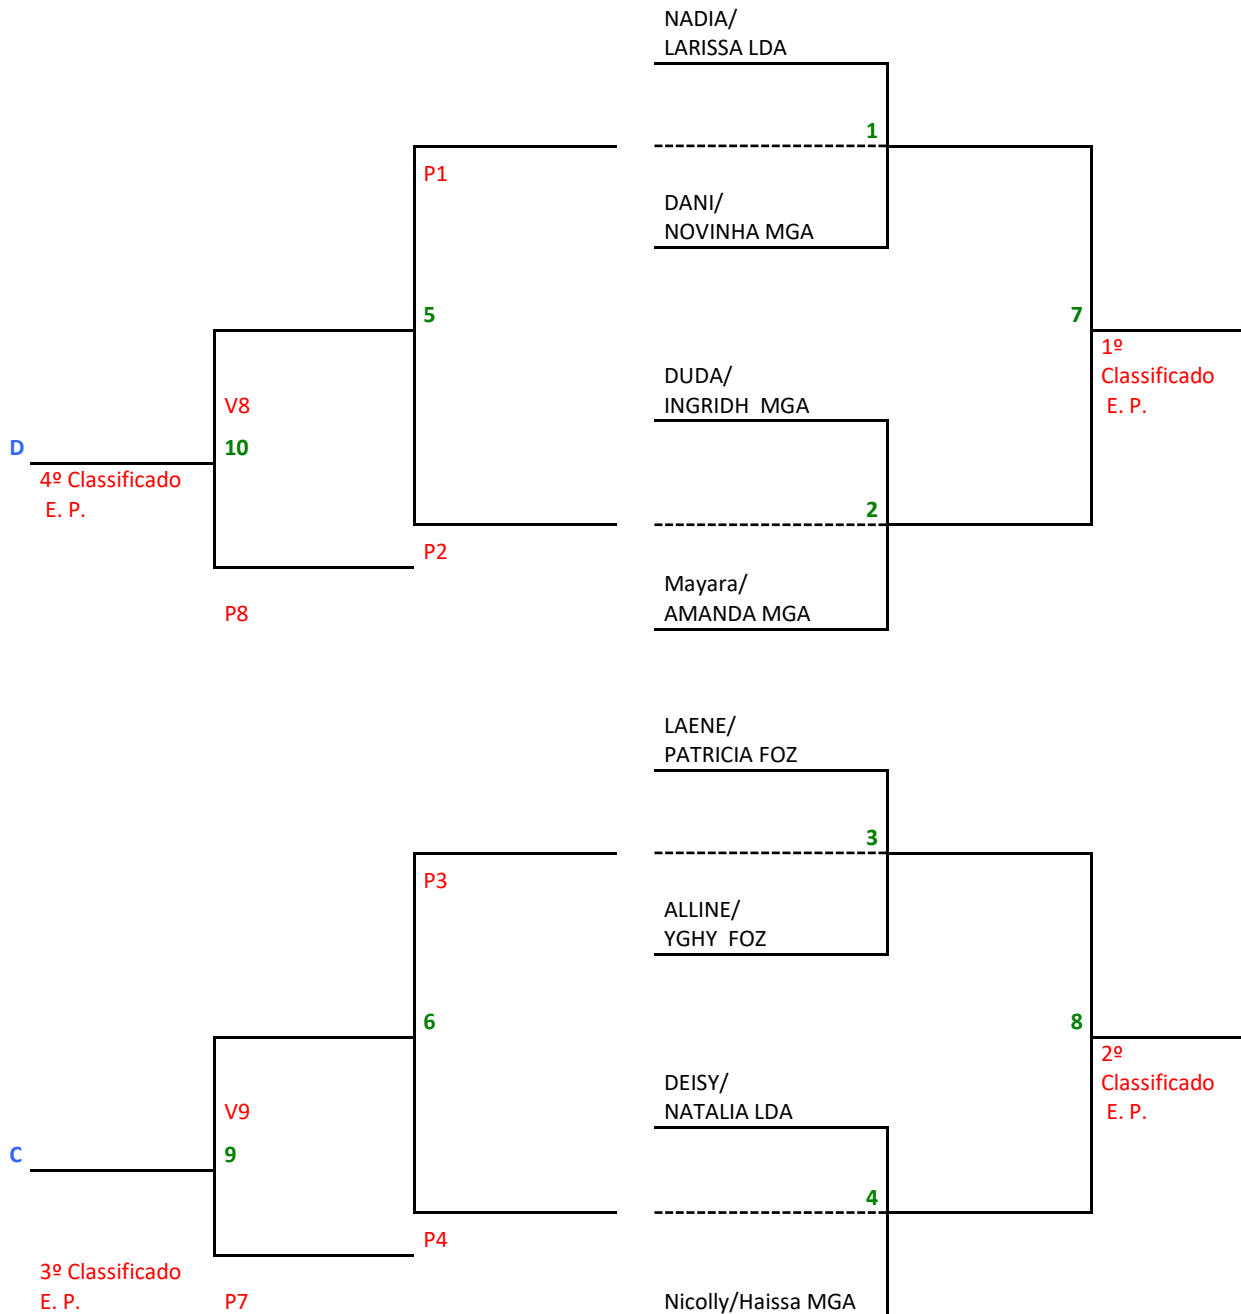 NADIA/
LARISSA LDA
1
P1
DANI/
NOVINHA MGA
5
7
1º
Classificado
E. P.
DUDA/
INGRIDH  MGA
V8
D
10
4º Classificado
E. P.
2
P2
Mayara/
AMANDA MGA
P8
LAENE/
PATRICIA FOZ
3
P3
ALLINE/
YGHY  FOZ
6
8
2º
Classificado
E. P.
DEISY/
NATALIA LDA
V9
C
9
4
P4
3º Classificado
E. P.
P7
Nicolly/Haissa MGA